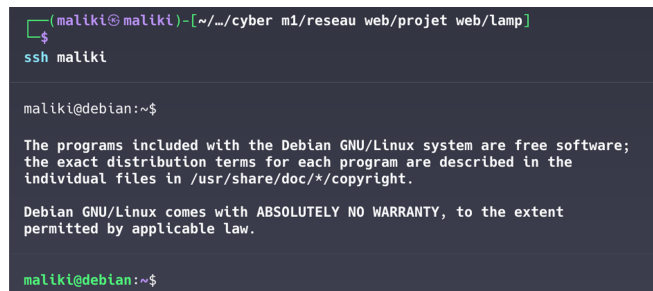 ┌──(maliki㉿maliki)-[~/…/cyber m1/reseau web/projet web/lamp]
└─$
ssh maliki
maliki@debian:~$
The programs included with the Debian GNU/Linux system are free software;
the exact distribution terms for each program are described in the
individual files in /usr/share/doc/*/copyright.
Debian GNU/Linux comes with ABSOLUTELY NO WARRANTY, to the extent
permitted by applicable law.
maliki@debian:~$